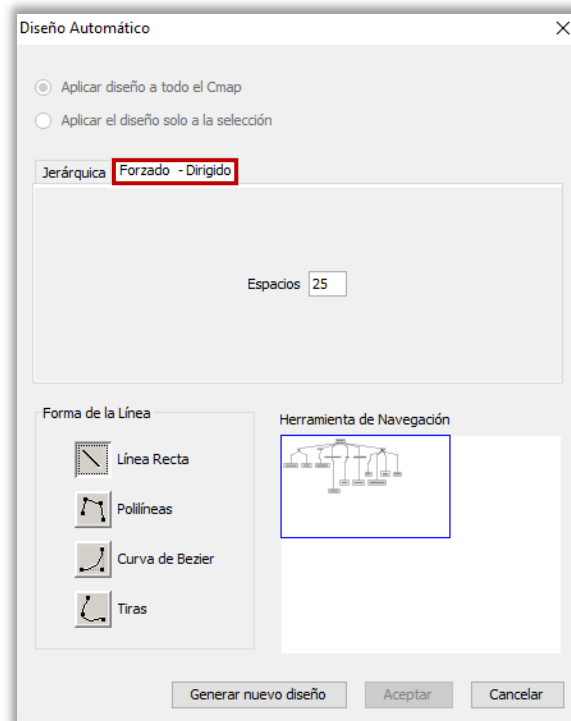 Diseño Automático
Aplicar diseño a todo el Cmap
Aplicar el diseño solo a la selección
Jerárquica Forzado - Dirigido
Espacios 25
Forma de la Línea
Línea Recta
Polilíneas
Curva de Bezier
Tiras
Herramienta de Navegación
Generar nuevo diseño Aceptar Cancelar